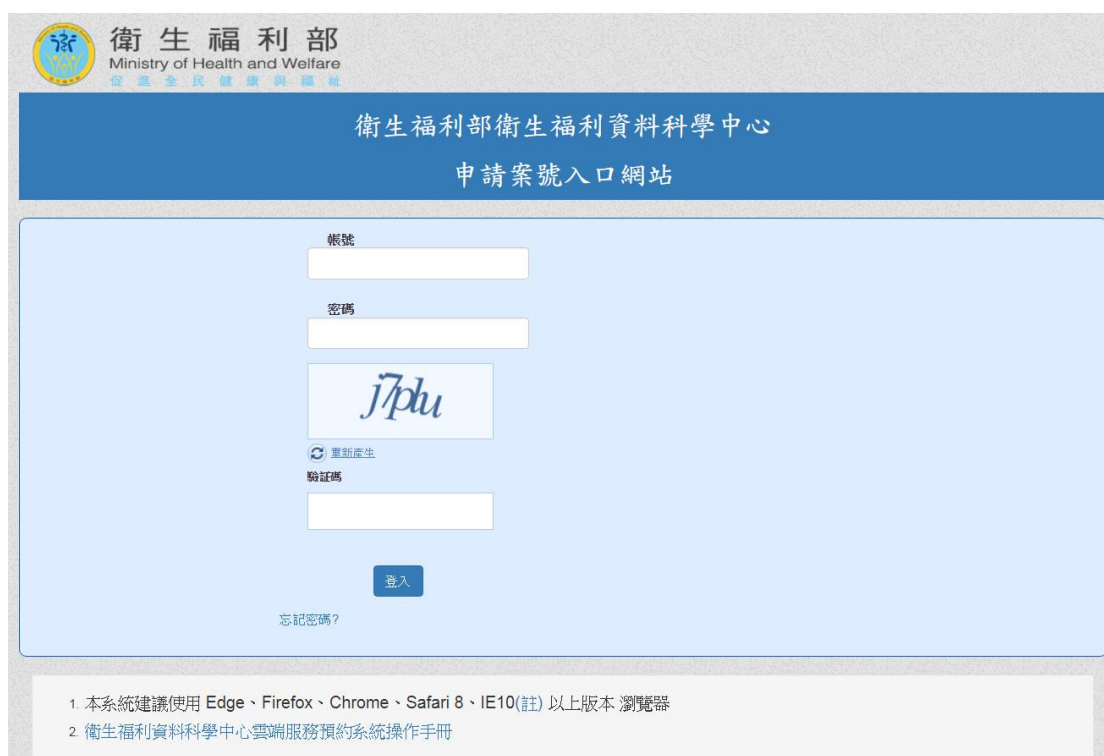 衛生福利部
Ministry of Health and Welfare
促進全民健康與福祉
衛生福利部衛生福利資料科學中心
申請案號入口網站
帳號
密碼
j7plu
重新產生
驗証碼
登入
忘記密碼?
1. 本系統建議使用 Edge、Firefox、Chrome、Safari 8、IE10(註) 以上版本 瀏覽器
2. 衛生福利資料科學中心雲端服務預約系統操作手冊